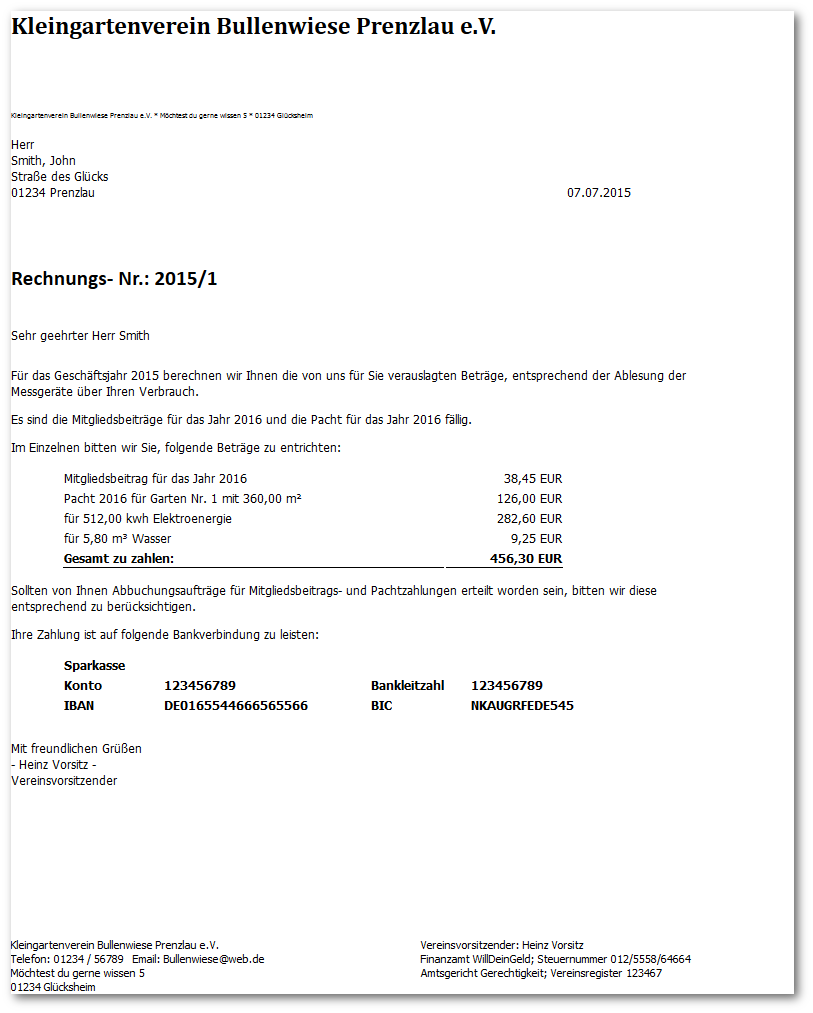 Kleingartenverein Bullenwiese Prenzlau e.V.
Kleingartenverein Bullenwiese Prenzlau e.V. * Möchtest du gerne wissen 5 * 01234 Glücksheim
Herr
Smith, John
Straße des Glücks
01234 Prenzlau 07.07.2015
Rechnungs- Nr.: 2015/1
Sehr geehrter Herr Smith
Für das Geschäftsjahr 2015 berechnen wir Ihnen die von uns für Sie verauslagten Beträge, entsprechend der Ablesung der
Messgeräte über Ihren Verbrauch.
Es sind die Mitgliedsbeiträge für das Jahr 2016 und die Pacht für das Jahr 2016 fällig.
Im Einzelnen bitten wir Sie, folgende Beträge zu entrichten:
Mitgliedsbeitrag für das Jahr 2016 38,45 EUR
Pacht 2016 für Garten Nr. 1 mit 360,00 m² 126,00 EUR
für 512,00 kwh Elektroenergie 282,60 EUR
für 5,80 m³ Wasser 9,25 EUR
Gesamt zu zahlen: 456,30 EUR
Sollten von Ihnen Abbuchungsaufträge für Mitgliedsbeitrags- und Pachtzahlungen erteilt worden sein, bitten wir diese
entsprechend zu berücksichtigen.
Ihre Zahlung ist auf folgende Bankverbindung zu leisten:
Sparkasse
Konto 123456789 Bankleitzahl 123456789
IBAN DE0165544666565566 BIC NKAUGRFEDE545
Mit freundlichen Grüßen
- Heinz Vorsitz -
Vereinsvorsitzender
Kleingartenverein Bullenwiese Prenzlau e.V. Vereinsvorsitzender: Heinz Vorsitz
Telefon: 01234 / 56789 Email: Bullenwiese@web.de Finanzamt WillDeinGeld; Steuernummer 012/5558/64664
Möchtest du gerne wissen 5 Amtsgericht Gerechtigkeit; Vereinsregister 123467
01234 Glücksheim